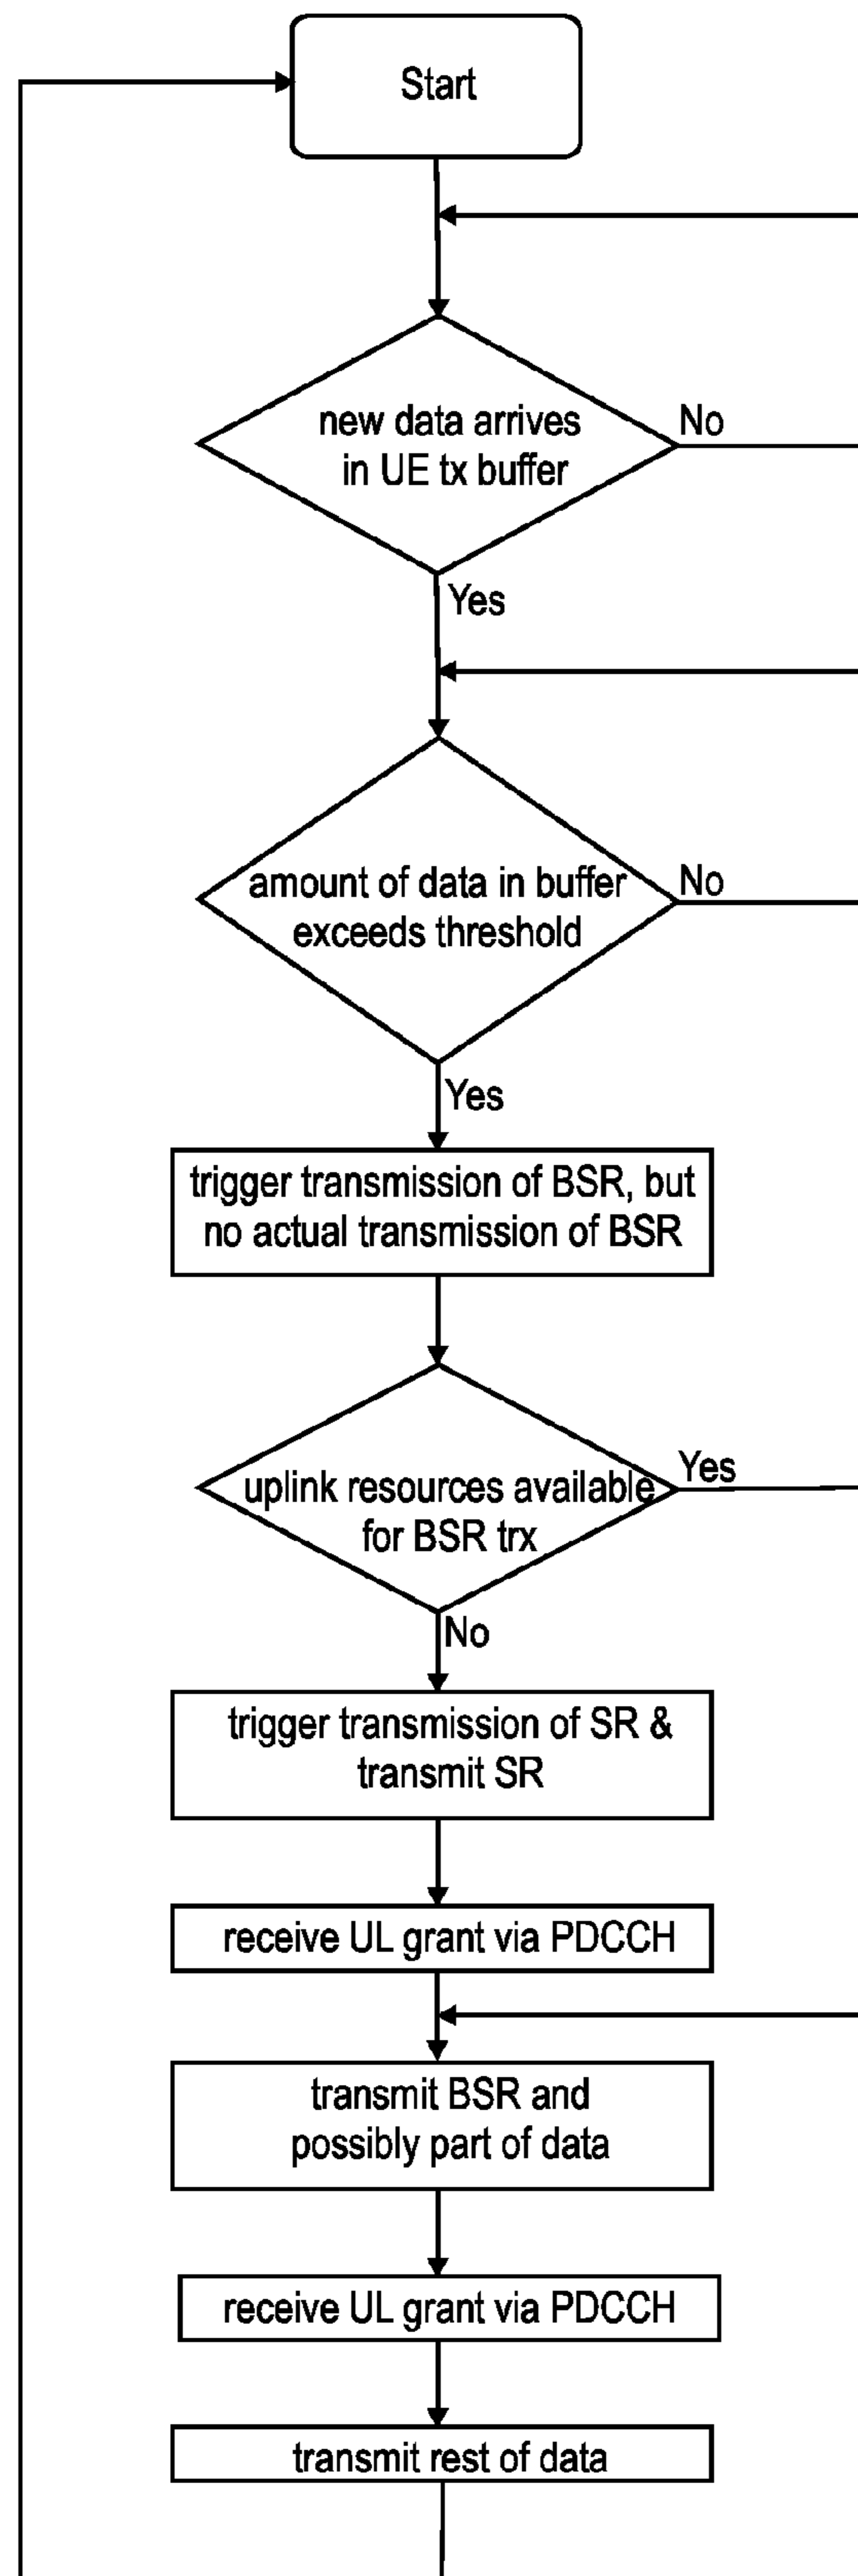 Start
new data arrives
in UE tx buffer
No
Yes
amount of data in buffer
exceeds threshold
No
Yes
trigger transmission of BSR, but
no actual transmission of BSR
uplink resources available
for BSR trx
Yes
No
trigger transmission of SR &
transmit SR
receive UL grant via PDCCH
transmit BSR and
possibly part of data
receive UL grant via PDCCH
transmit rest of data